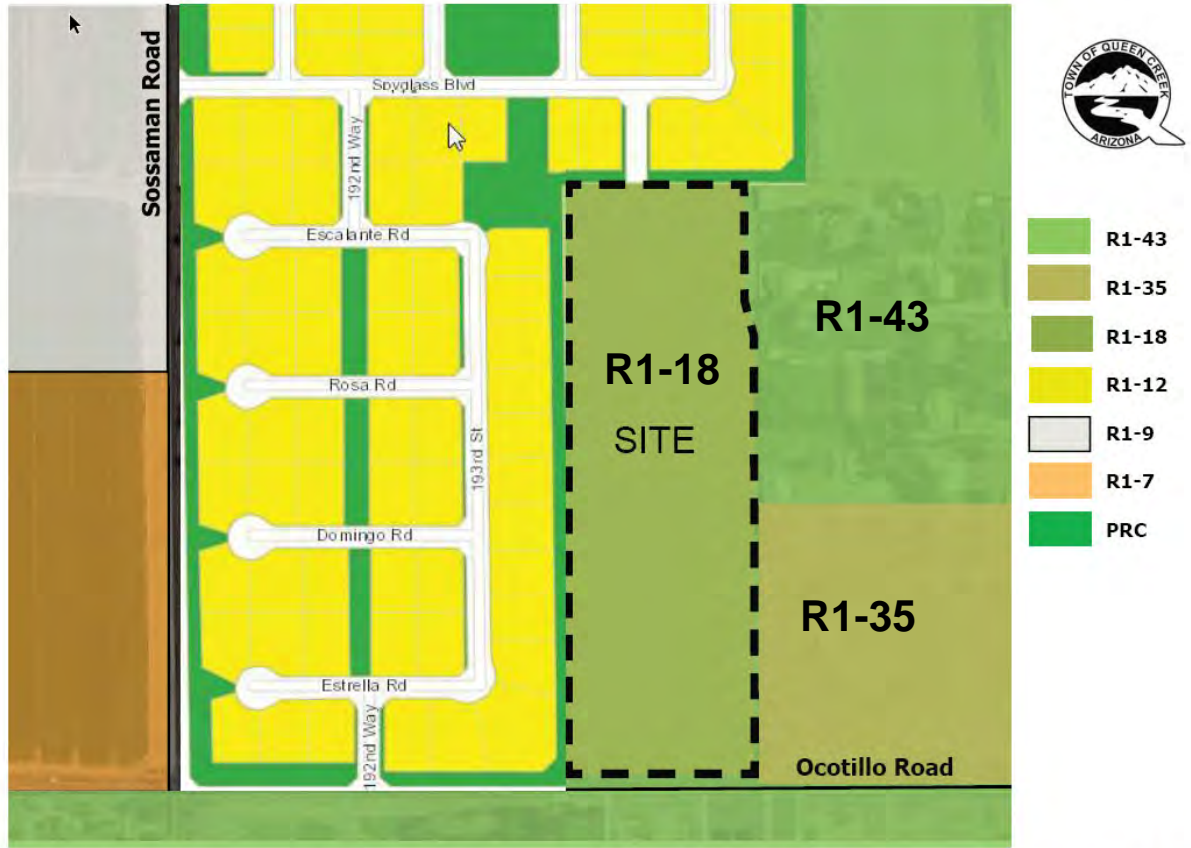 Spyglass Blvd
TOWN OF QUEEN CREEK
ARIZONA
Sossaman Road
192nd Way
Escalante Rd
R1-43
R1-35
R1-18
R1-12
R1-9
R1-7
PRC
R1-43
R1-18
SITE
Rosa Rd
193rd St
Domingo Rd
R1-35
Estrella Rd
192nd Way
Ocotillo Road